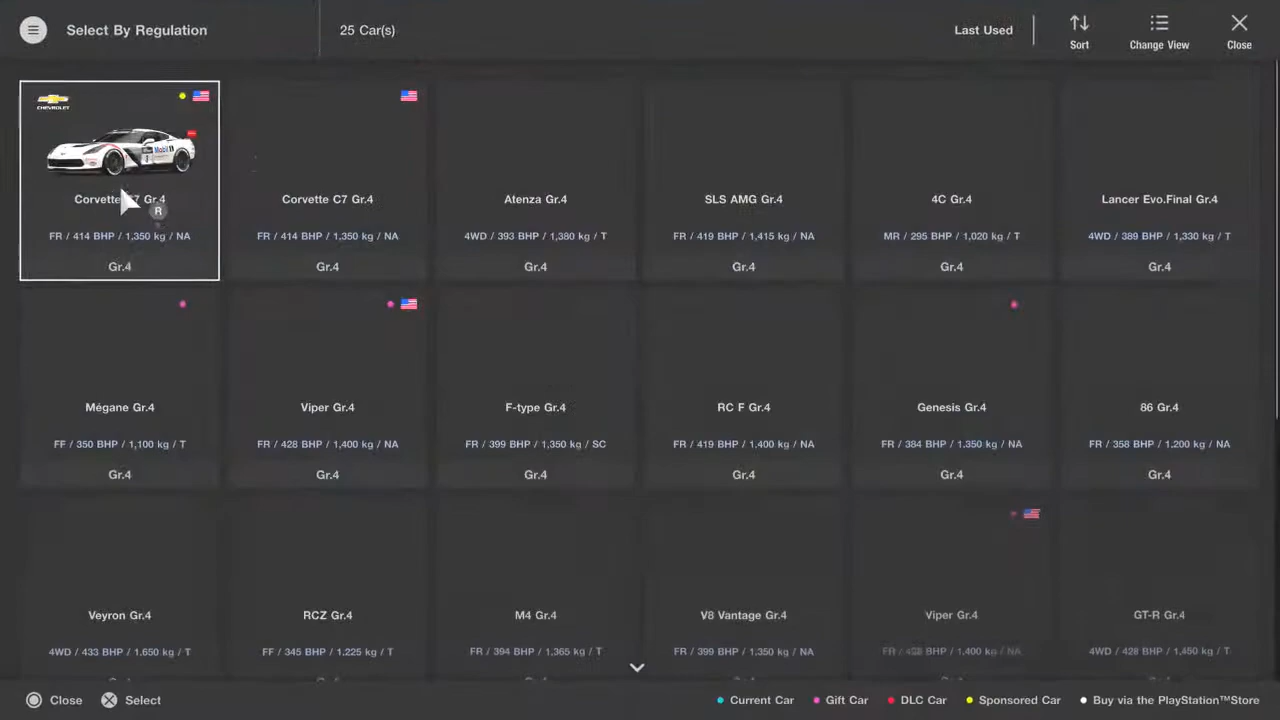 Select By Regulation
25 Car(s)
Last Used
Sort
Change View
Close
CHEVROLET
Corvette C7 Gr.4
R
FR / 414 BHP / 1,350 kg / NA
Gr.4
Corvette C7 Gr.4
FR / 414 BHP / 1,350 kg / NA
Gr.4
Atenza Gr.4
4WD / 393 BHP / 1,380 kg / T
Gr.4
SLS AMG Gr.4
FR / 419 BHP / 1,415 kg / NA
Gr.4
4C Gr.4
MR / 295 BHP / 1,020 kg / T
Gr.4
Lancer Evo.Final Gr.4
4WD / 389 BHP / 1,330 kg / T
Gr.4
Mégane Gr.4
FF / 350 BHP / 1,100 kg / T
Gr.4
Viper Gr.4
FR / 428 BHP / 1,400 kg / NA
Gr.4
F-type Gr.4
FR / 399 BHP / 1,350 kg / SC
Gr.4
RC F Gr.4
FR / 419 BHP / 1,400 kg / NA
Gr.4
Genesis Gr.4
FR / 384 BHP / 1,350 kg / NA
Gr.4
86 Gr.4
FR / 358 BHP / 1,200 kg / NA
Gr.4
Veyron Gr.4
4WD / 433 BHP / 1,650 kg / T
RCZ Gr.4
FF / 345 BHP / 1,225 kg / T
M4 Gr.4
FR / 394 BHP / 1,365 kg / T
V8 Vantage Gr.4
FR / 399 BHP / 1,350 kg / NA
Viper Gr.4
FR / 428 BHP / 1,400 kg / NA
GT-R Gr.4
4WD / 428 BHP / 1,450 kg / T
Close
Select
Current Car
Gift Car
DLC Car
Sponsored Car
Buy via the PlayStation™Store